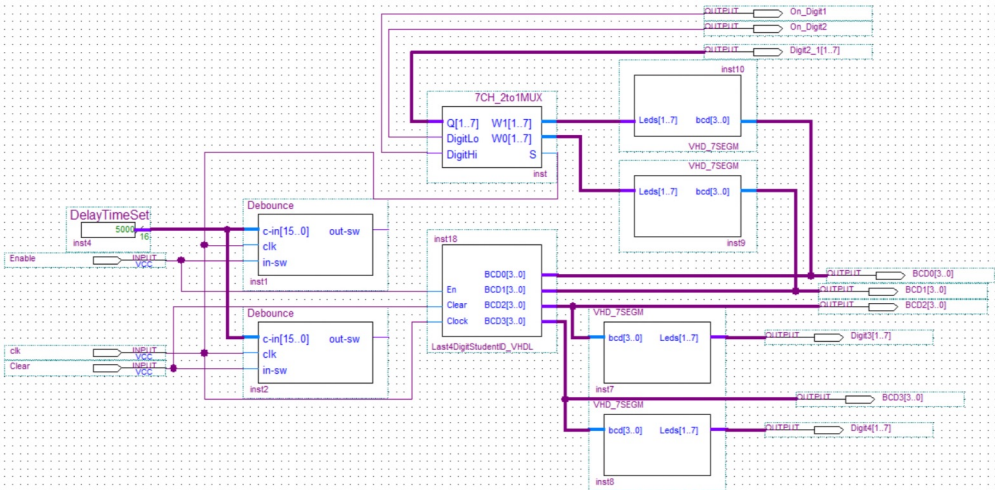 OUTPUT On_Digit1
OUTPUT On_Digit2
OUTPUT Digit2_1[1..7]
inst10
Leds[1..7] bcd[3..0]
VHD_7SEGM
7CH_2to1MUX
Q[1..7] W1[1..7]
DigitLo W0[1..7]
DigitHi S
inst
VHD_7SEGM
Leds[1..7] bcd[3..0]
inst9
DelayTimeSet
5000
16
inst4
Debounce
c-in[15..0] out-sw
clk
in-sw
inst1
Enable INPUT
VCC
inst18
BCD0[3..0]
En BCD1[3..0]
Clear BCD2[3..0]
Clock BCD3[3..0]
Last4DigitStudentID_VHDL
OUTPUT BCD0[3..0]
OUTPUT BCD1[3..0]
OUTPUT BCD2[3..0]
Debounce
c-in[15..0] out-sw
clk
in-sw
inst2
clk INPUT
VCC
Clear INPUT
VCC
VHD_7SEGM
bcd[3..0] Leds[1..7]
inst7
OUTPUT Digit3[1..7]
OUTPUT BCD3[3..0]
VHD_7SEGM
bcd[3..0] Leds[1..7]
inst8
OUTPUT Digit4[1..7]